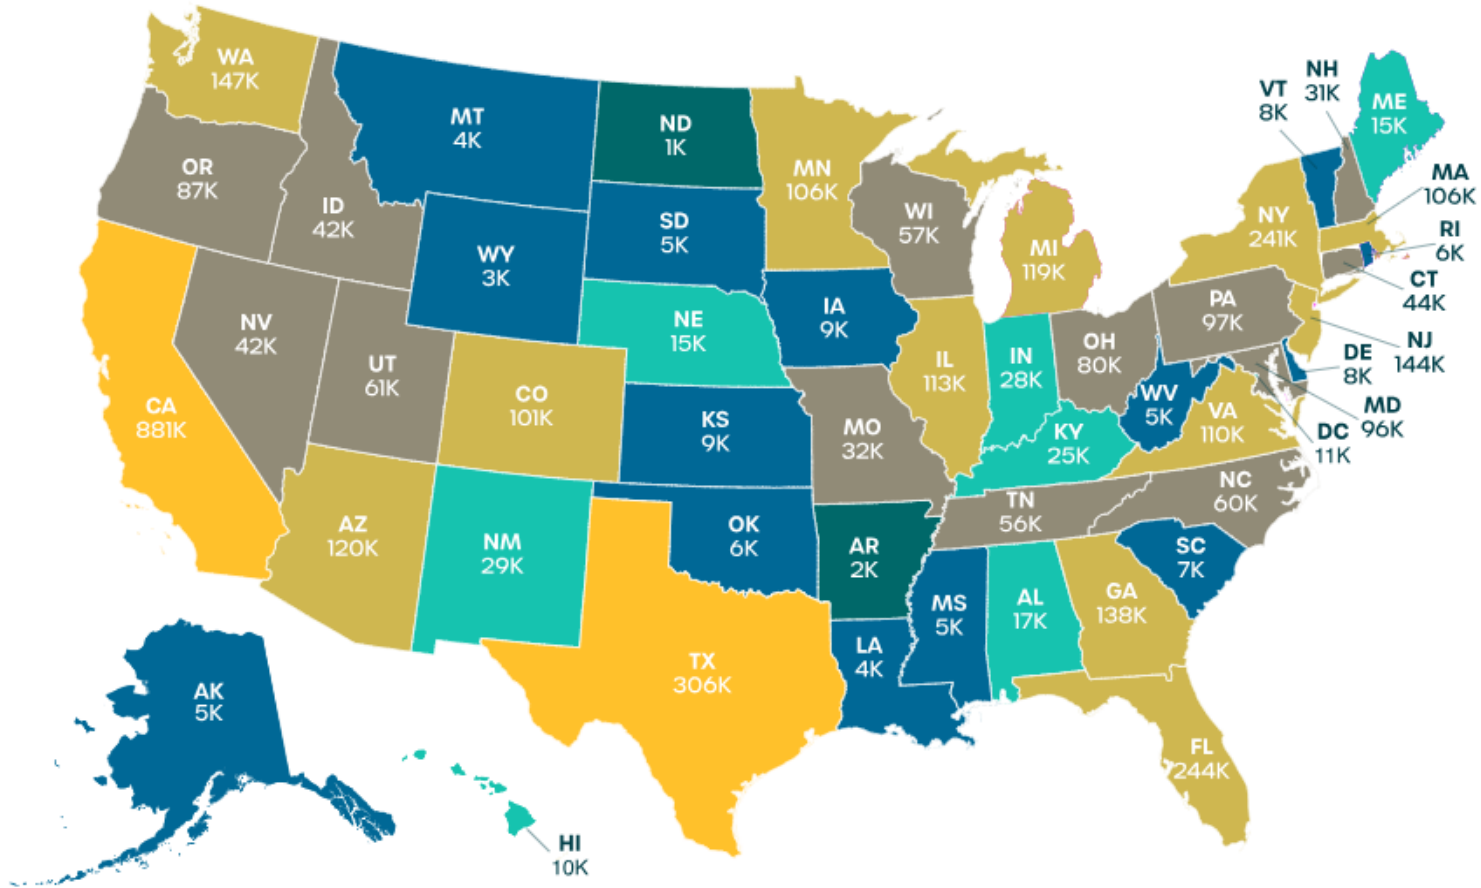 WA
147K
OR
87K
ID
42K
MT
4K
ND
1K
MN
106K
WI
57K
MI
119K
VT
8K
NH
31K
ME
15K
MA
106K
NY
241K
RI
6K
CT
44K
NJ
144K
DE
8K
MD
96K
DC
11K
PA
97K
SD
5K
WY
3K
NE
15K
IA
9K
IL
113K
IN
28K
OH
80K
WV
5K
VA
110K
NV
42K
UT
61K
CO
101K
CA
881K
KS
9K
MO
32K
KY
25K
TN
56K
NC
60K
AZ
120K
NM
29K
OK
6K
AR
2K
MS
5K
AL
17K
GA
138K
SC
7K
TX
306K
LA
4K
FL
244K
AK
5K
HI
10K